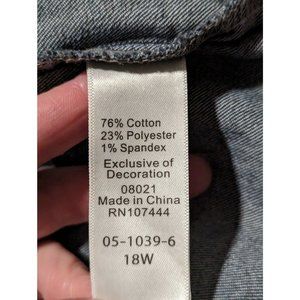 76% Cotton
23% Polyester
1% Spandex
Exclusive of
Decoration
08021
Made in China
RN107444
05-1039-6
18W